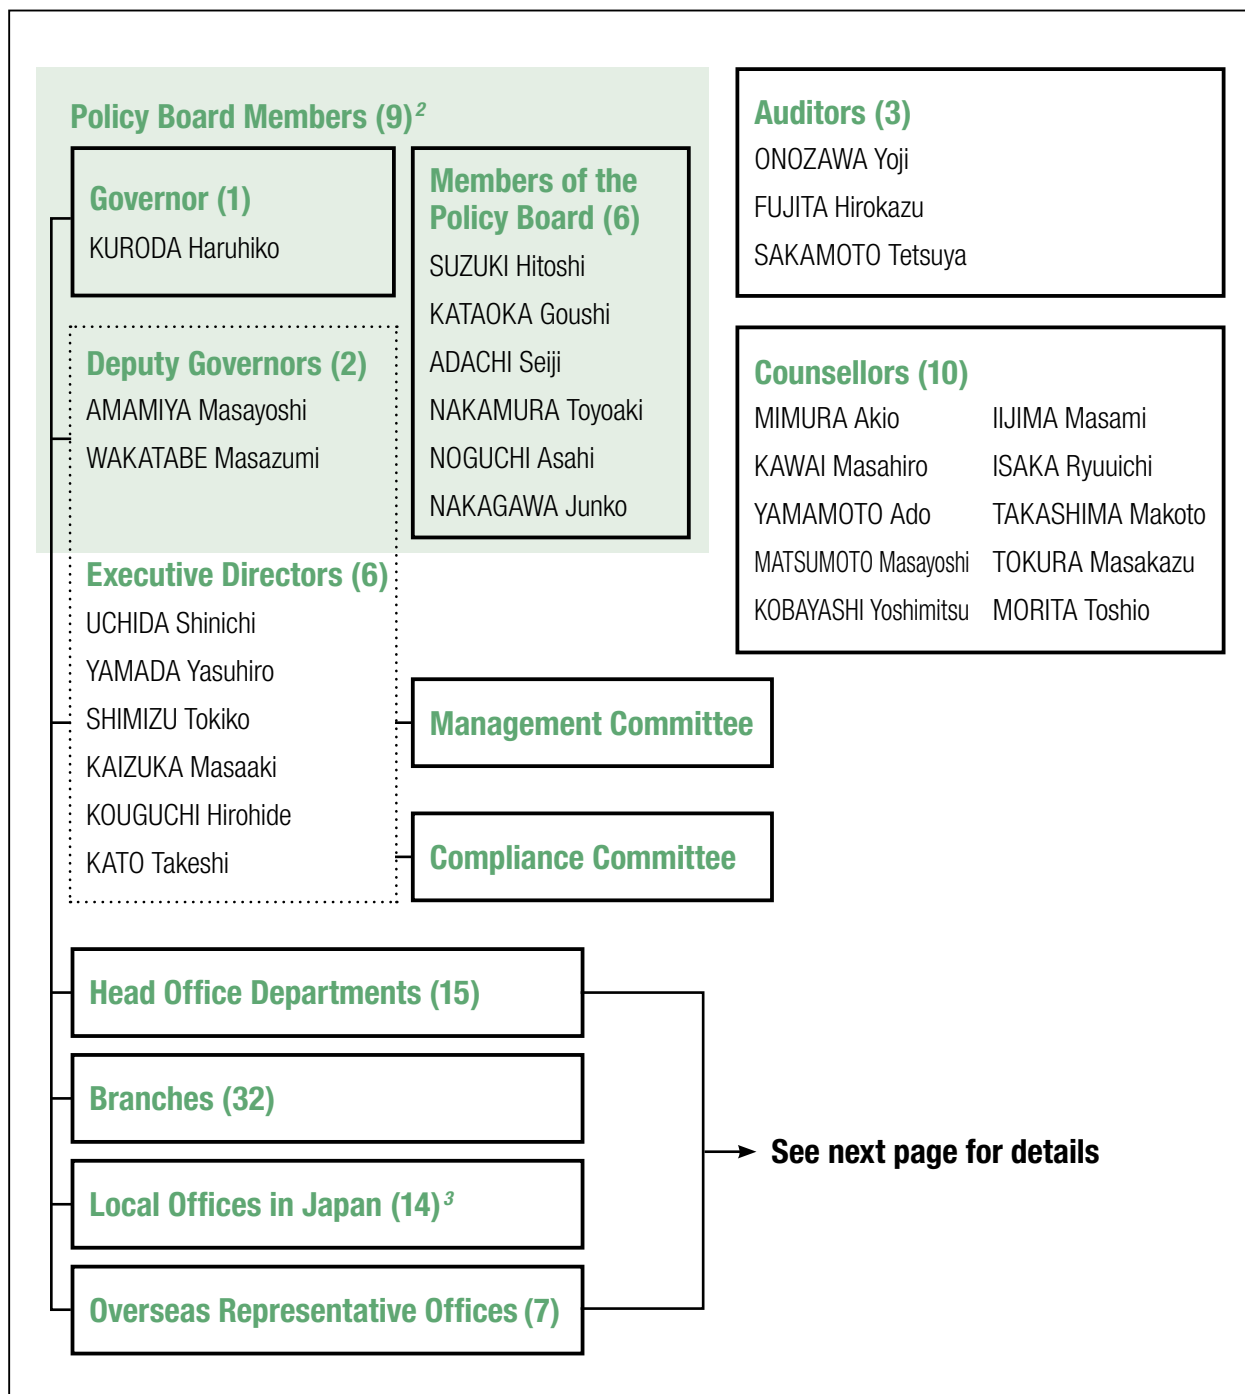 Policy Board Members (9)²
Governor (1)
KURODA Haruhiko
Deputy Governors (2)
AMAMIYA Masayoshi
WAKATABE Masazumi
Members of the
Policy Board (6)
SUZUKI Hitoshi
KATAOKA Goushi
ADACHI Seiji
NAKAMURA Toyoaki
NOGUCHI Asahi
NAKAGAWA Junko
Executive Directors (6)
UCHIDA Shinichi
YAMADA Yasuhiro
SHIMIZU Tokiko
KAIZUKA Masaaki
KOUGUCHI Hirohide
KATO Takeshi
Auditors (3)
ONOZAWA Yoji
FUJITA Hirokazu
SAKAMOTO Tetsuya
Counsellors (10)
MIMURA Akio
KAWAI Masahiro
YAMAMOTO Ado
MATSUMOTO Masayoshi
KOBAYASHI Yoshimitsu
IIJIMA Masami
ISAKA Ryuuichi
TAKASHIMA Makoto
TOKURA Masakazu
MORITA Toshio
Management Committee
Compliance Committee
Head Office Departments (15)
Branches (32)
Local Offices in Japan (14)³
Overseas Representative Offices (7)
See next page for details